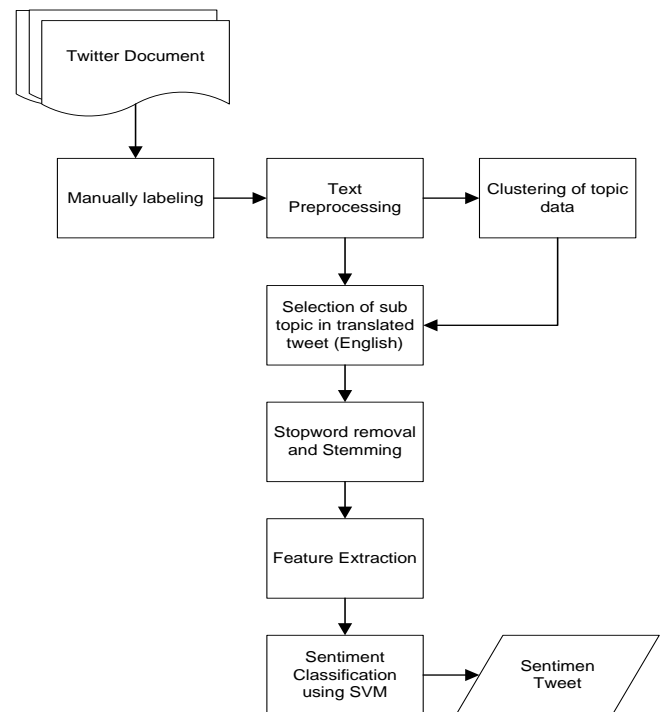 Twitter Document
Manually labeling
Text
Preprocessing
Clustering of topic
data
Selection of sub
topic in translated
tweet (English)
Stopword removal
and Stemming
Feature Extraction
Sentiment
Classification
using SVM
Sentimen
Tweet